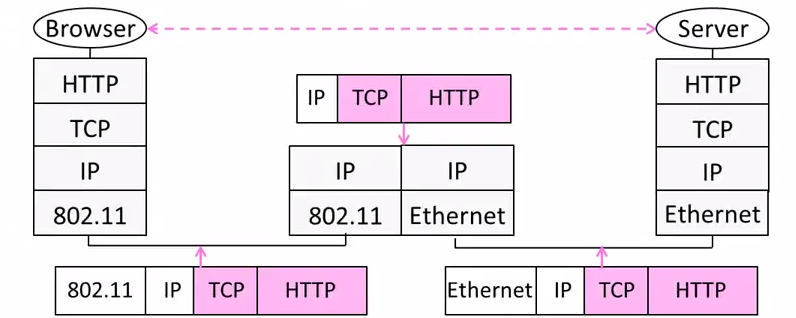 Browser
Server
HTTP
TCP
IP
802.11
IP TCP HTTP
IP IP
802.11 Ethernet
HTTP
TCP
IP
Ethernet
802.11 IP TCP HTTP
Ethernet IP TCP HTTP